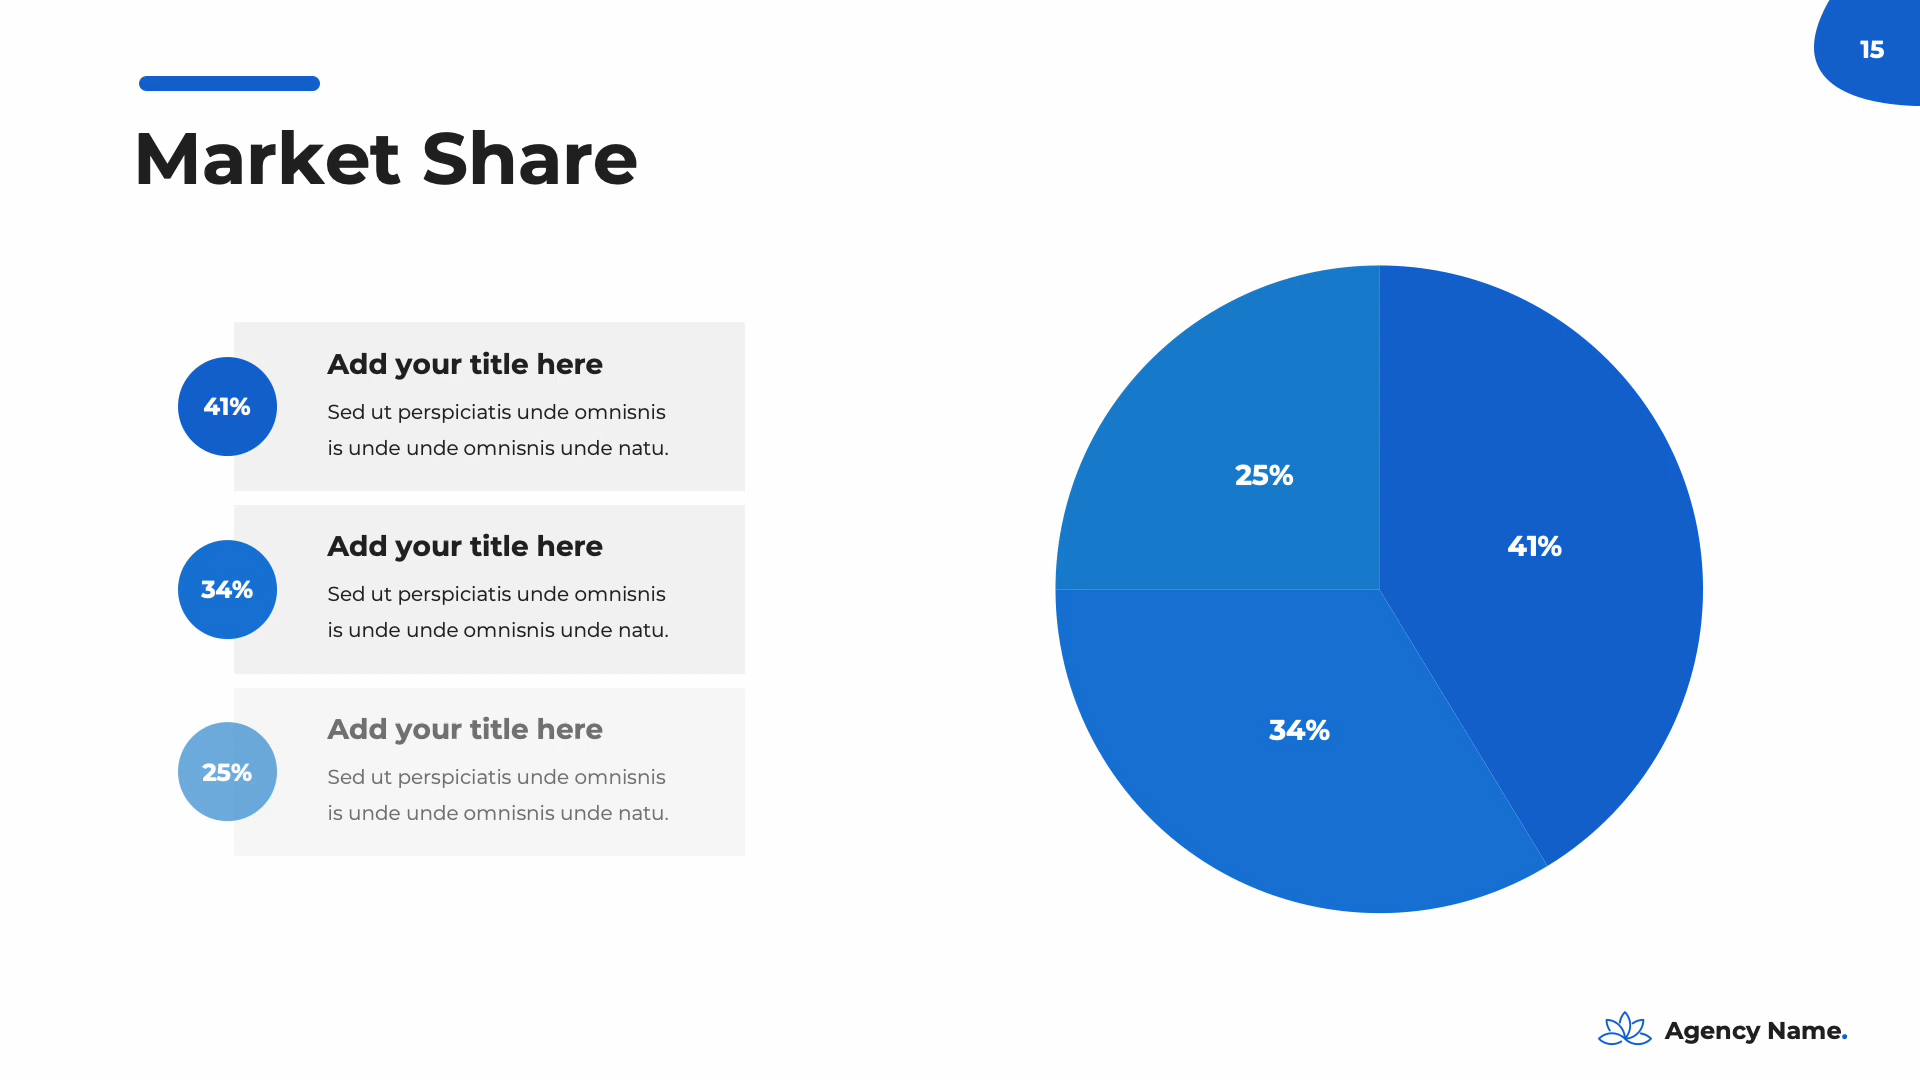 15
Market Share
41%
Add your title here
Sed ut perspiciatis unde omnisnis
is unde unde omnisnis unde natu.
34%
Add your title here
Sed ut perspiciatis unde omnisnis
is unde unde omnisnis unde natu.
25%
Add your title here
Sed ut perspiciatis unde omnisnis
is unde unde omnisnis unde natu.
25%
41%
34%
Agency Name.